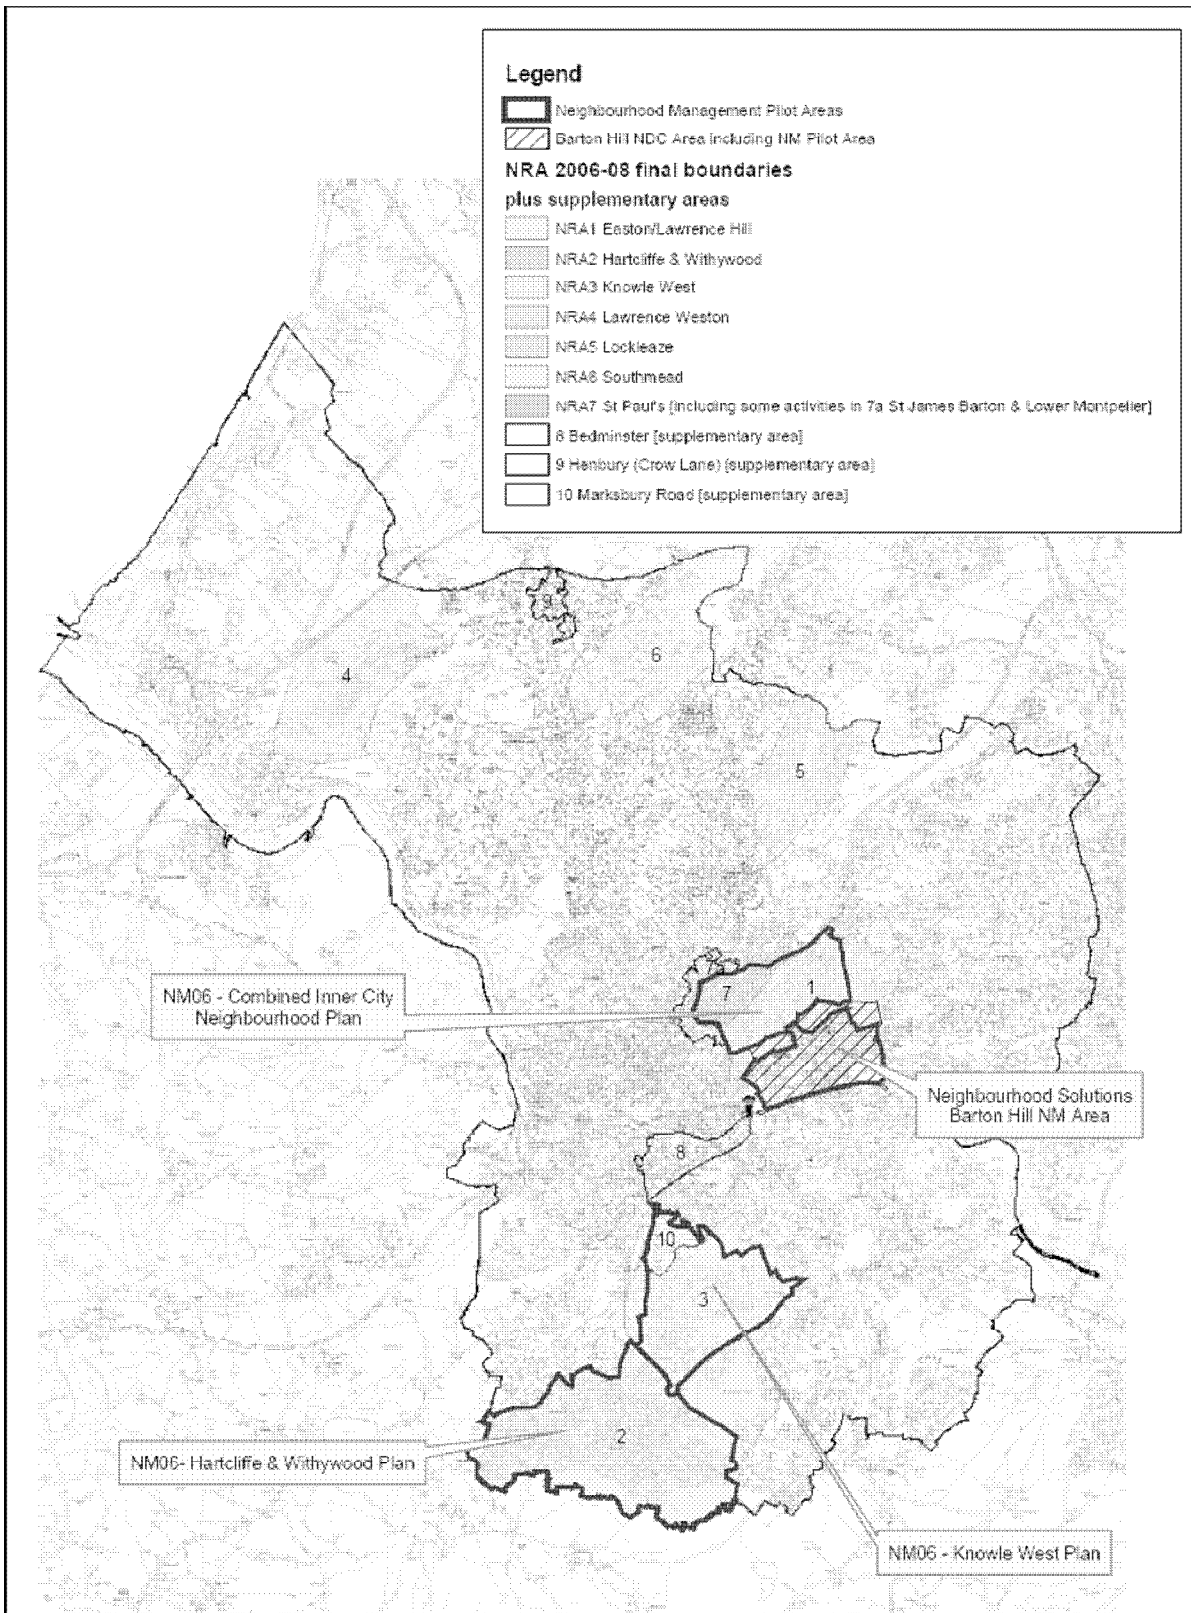 Legend
Neighbourhood Management Pilot Areas
Barton Hill NDC Area including NM Pilot Area
NRA 2006-08 final boundaries
plus supplementary areas
NRA1 Easton/Lawrence Hill
NRA2 Hartcliffe & Withywood
NRA3 Knowle West
NRA4 Lawrence Weston
NRA5 Lockleaze
NRA6 Southmead
NRA7 St Paul's [including some activities in 7a St James Barton & Lower Montpelier]
8 Bedminster [supplementary area]
9 Henbury (Crow Lane) [supplementary area]
10 Marksbury Road [supplementary area]
9
6
4
5
NM06 - Combined Inner City
Neighbourhood Plan
7
1
Neighbourhood Solutions
Barton Hill NM Area
8
10
3
2
NM06- Hartcliffe & Withywood Plan
NM06 - Knowle West Plan